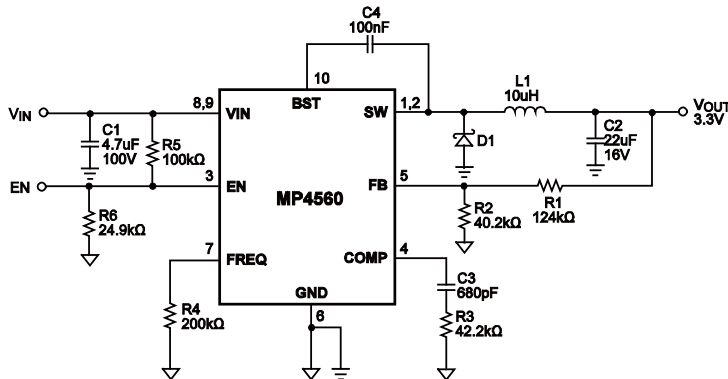 C4
100nF
10
BST
8,9
VIN
SW
1,2
L1
10uH
VIN
VOUT
3.3V
C1
4.7uF
100V
R5
100kΩ
D1
C2
22uF
16V
EN
3
EN
MP4560
FB
5
R6
24.9kΩ
R2
40.2kΩ
R1
124kΩ
7
FREQ
COMP
4
C3
680pF
GND
6
R4
200kΩ
R3
42.2kΩ